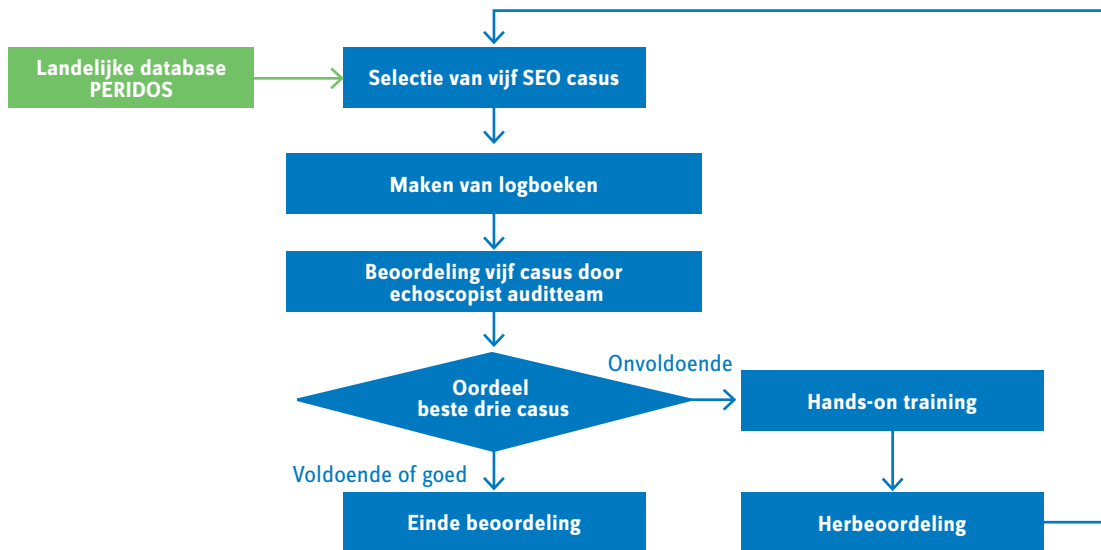 Landelijke database
PERIDOS
Selectie van vijf SEO casus
Maken van logboeken
Beoordeling vijf casus door
echoscopist auditteam
Oordeel
beste drie casus
Onvoldoende
Hands-on training
Voldoende of goed
Einde beoordeling
Herbeoordeling